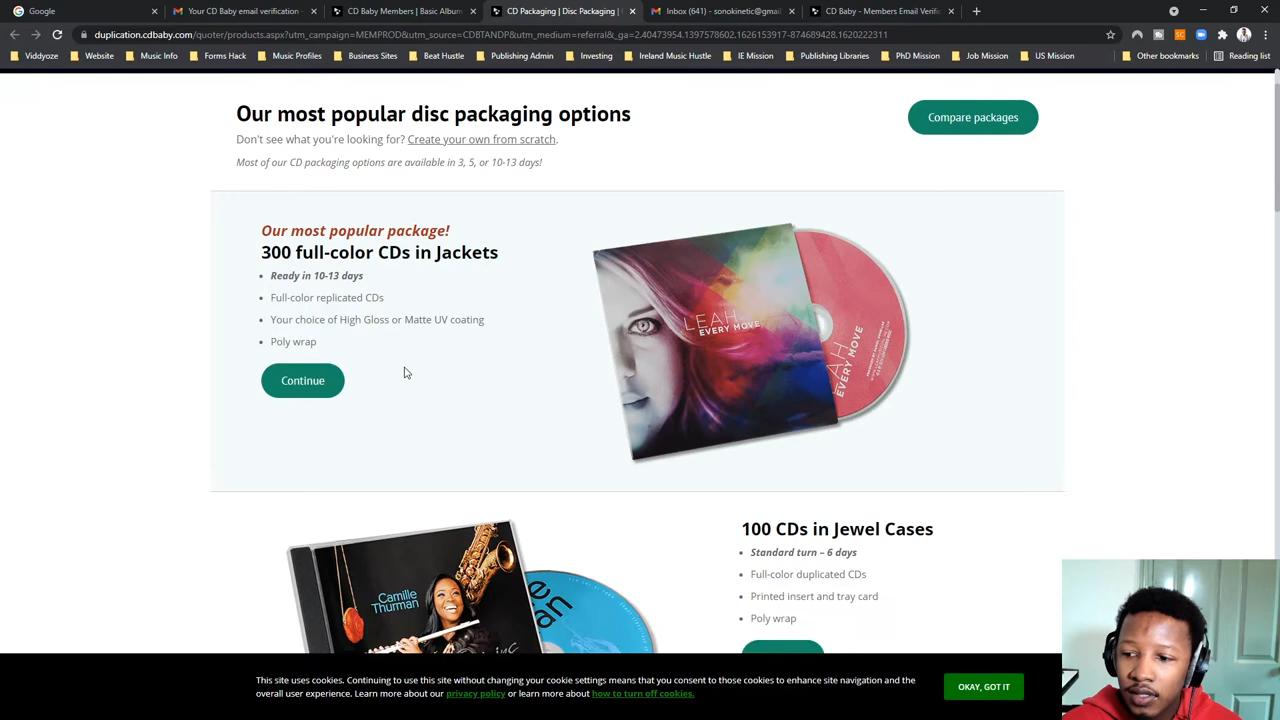 Google
Your CD Baby email verification -
CD Baby Members | Basic Album
CD Packaging | Disc Packaging |
Inbox (641) - sonokinetic@gmail
CD Baby – Members Email Verific
duplication.cdbaby.com/quoter/products.aspx?utm_campaign=MEMPROD&utm_source=CDBTANDP&utm_medium=referral&_ga=2.40473954.1397578602.1626153917-874689428.1620222311
Viddyoze
Website
Forms Hack
Music Profiles
Business Sites
Beat Hustle
Publishing Admin
Investing
Ireland Music Hustle
IE Mission
Publishing Libraries
PhD Mission
Job Mission
US Mission
Other bookmarks
Reading list
Our most popular disc packaging options
Compare packages
Don't see what you're looking for? Create your own from scratch.
Most of our CD packaging options are available in 3, 5, or 10-13 days!
Our most popular package!
300 full-color CDs in Jackets
• Ready in 10-13 days
• Full-color replicated CDs
• Your choice of High Gloss or Matte UV coating
• Poly wrap
Continue
LEAH
EVERY MOVE
EVERY MOVE
100 CDs in Jewel Cases
• Standard turn – 6 days
• Full-color duplicated CDs
• Printed insert and tray card
• Poly wrap
Camille
Thurman
This site uses cookies. Continuing to use this site without changing your cookie settings means that you consent to those cookies to enhance site navigation and the
overall user experience. Learn more about our privacy policy or learn more about how to turn off cookies.
OKAY, GOT IT